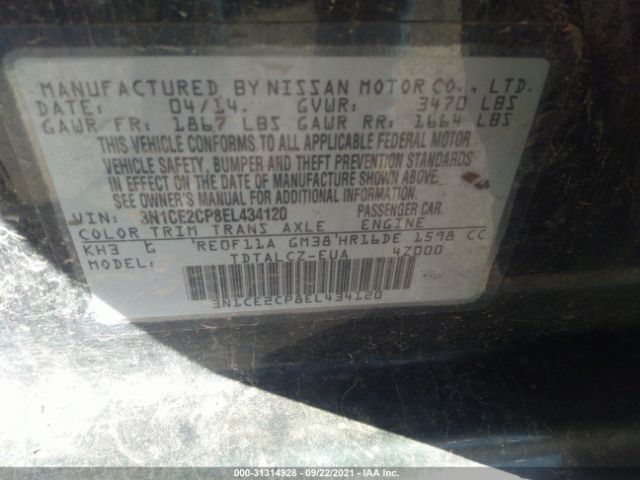 MANUFACTURED BY NISSAN MOTOR CO., LTD.
DATE: 04/14. GVWR: 3470 LBS
GAWR FR: 1867 LBS GAWR RR: 1664 LBS
THIS VEHICLE CONFORMS TO ALL APPLICABLE FEDERAL MOTOR
VEHICLE SAFETY, BUMPER AND THEFT PREVENTION STANDARDS
IN EFFECT ON THE DATE OF MANUFACTURE SHOWN ABOVE.
SEE OWNER'S MANUAL FOR ADDITIONAL INFORMATION.
VIN: 3N1CE2CP8EL434120 PASSENGER CAR.
COLOR TRIM TRANS AXLE ENGINE
KH3 G RE0F11A GM38 HR16DE 1598 CC
MODEL: TDTALCZ-EUA 4Z000
3N1CE2CP8EL434120
000-31314928 - 09/22/2021 - IAA Inc.